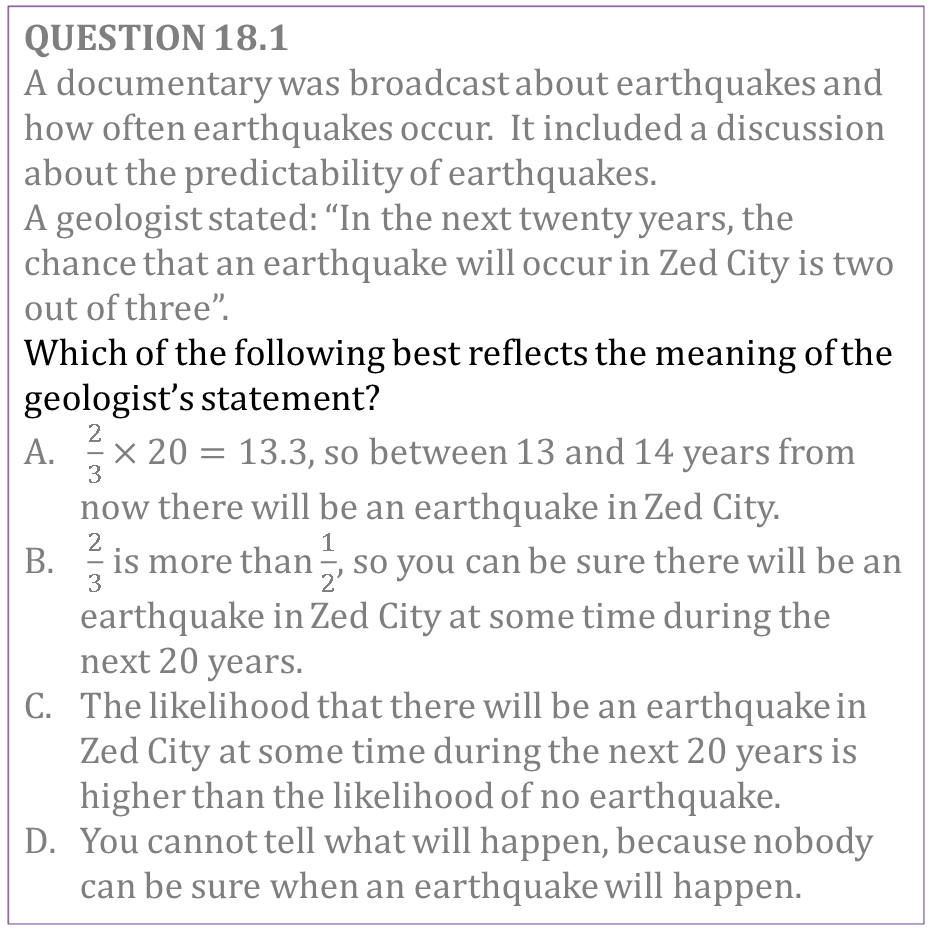 QUESTION 18.1
A documentary was broadcast about earthquakes and
how often earthquakes occur. It included a discussion
about the predictability of earthquakes.
A geologist stated: “In the next twenty years, the
chance that an earthquake will occur in Zed City is two
out of three”.
Which of the following best reflects the meaning of the
geologist’s statement?
A. 2/3 × 20 = 13.3, so between 13 and 14 years from
now there will be an earthquake in Zed City.
B. 2/3 is more than 1/2, so you can be sure there will be an
earthquake in Zed City at some time during the
next 20 years.
C. The likelihood that there will be an earthquake in
Zed City at some time during the next 20 years is
higher than the likelihood of no earthquake.
D. You cannot tell what will happen, because nobody
can be sure when an earthquake will happen.